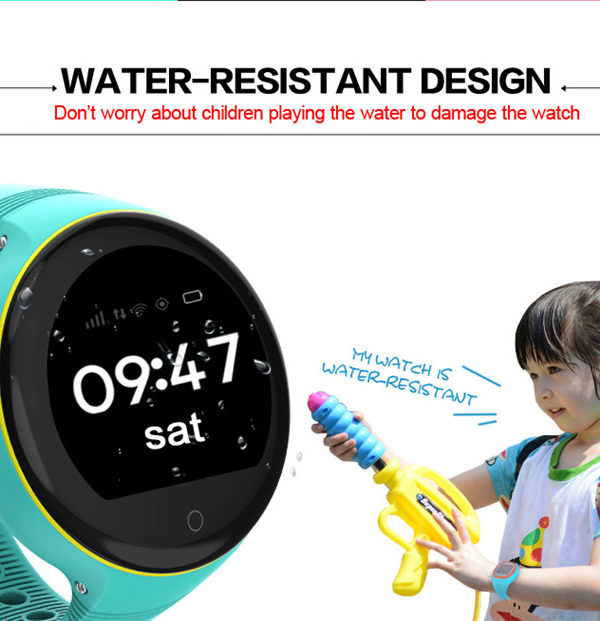 WATER-RESISTANT DESIGN
Don't worry about children playing the water to damage the watch
09:47
sat
MY WATCH IS
WATER-RESISTANT